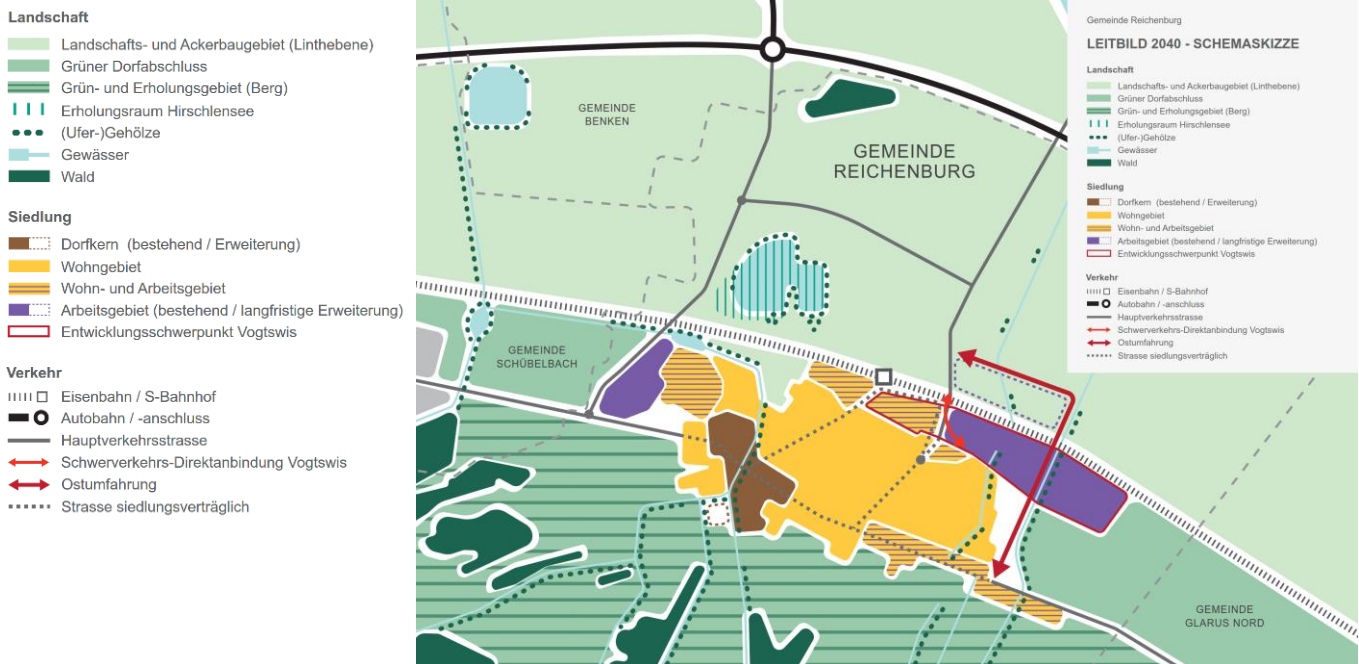 Landschaft
Landschafts- und Ackerbaugebiet (Linthebene)
Grüner Dorfabschluss
Grün- und Erholungsgebiet (Berg)
Erholungsraum Hirschlensee
(Ufer-)Gehölze
Gewässer
Wald
Siedlung
Dorfkern (bestehend / Erweiterung)
Wohngebiet
Wohn- und Arbeitsgebiet
Arbeitsgebiet (bestehend / langfristige Erweiterung)
Entwicklungsschwerpunkt Vogtswis
Verkehr
Eisenbahn / S-Bahnhof
Autobahn / -anschluss
Hauptverkehrsstrasse
Schwerverkehrs-Direktanbindung Vogtswis
Ostumfahrung
Strasse siedlungsverträglich
GEMEINDE
BENKEN
GEMEINDE
REICHENBURG
GEMEINDE
SCHÜBELBACH
GEMEINDE
GLARUS NORD
Gemeinde Reichenburg
LEITBILD 2040 - SCHEMASKIZZE
Landschaft
Landschafts- und Ackerbaugebiet (Linthebene)
Grüner Dorfabschluss
Grün- und Erholungsgebiet (Berg)
Erholungsraum Hirschlensee
(Ufer-)Gehölze
Gewässer
Wald
Siedlung
Dorfkern (bestehend / Erweiterung)
Wohngebiet
Wohn- und Arbeitsgebiet
Arbeitsgebiet (bestehend / langfristige Erweiterung)
Entwicklungsschwerpunkt Vogtswis
Verkehr
Eisenbahn / S-Bahnhof
Autobahn / -anschluss
Hauptverkehrsstrasse
Schwerverkehrs-Direktanbindung Vogtswis
Ostumfahrung
Strasse siedlungsverträglich